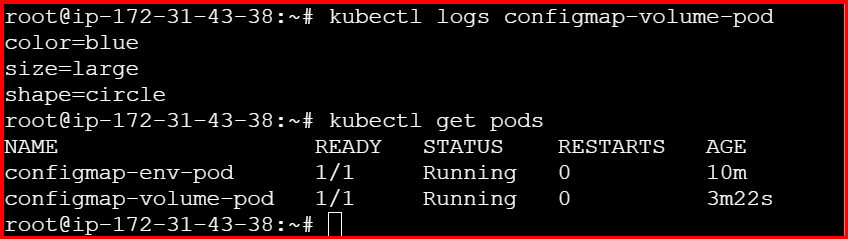 root@ip-172-31-43-38:~# kubectl logs configmap-volume-pod
color=blue
size=large
shape=circle
root@ip-172-31-43-38:~# kubectl get pods
NAME READY STATUS RESTARTS AGE
configmap-env-pod 1/1 Running 0 10m
configmap-volume-pod 1/1 Running 0 3m22s
root@ip-172-31-43-38:~#